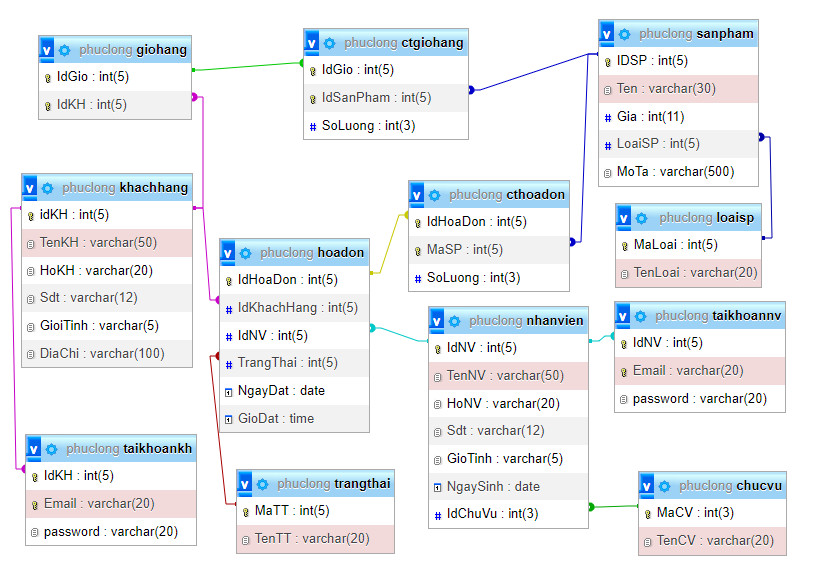 phuclong giohang
IdGio : int(5)
IdKH : int(5)
phuclong ctgiohang
IdGio : int(5)
IdSanPham : int(5)
SoLuong : int(3)
phuclong sanpham
IDSP : int(5)
Ten : varchar(30)
Gia : int(11)
LoaiSP : int(5)
MoTa : varchar(500)
phuclong khachhang
idKH : int(5)
TenKH : varchar(50)
HoKH : varchar(20)
Sdt : varchar(12)
GioiTinh : varchar(5)
DiaChi : varchar(100)
phuclong cthoadon
IdHoaDon : int(5)
MaSP : int(5)
SoLuong : int(3)
phuclong loaisp
MaLoai : int(5)
TenLoai : varchar(20)
phuclong hoadon
IdHoaDon : int(5)
IdKhachHang : int(5)
IdNV : int(5)
TrangThai : int(5)
NgayDat : date
GioDat : time
phuclong nhanvien
IdNV : int(5)
TenNV : varchar(50)
HoNV : varchar(20)
Sdt : varchar(12)
GioTinh : varchar(5)
NgaySinh : date
IdChuVu : int(3)
phuclong taikhoannv
IdNV : int(5)
Email : varchar(20)
password : varchar(20)
phuclong taikhoankh
IdKH : int(5)
Email : varchar(20)
password : varchar(20)
phuclong trangthai
MaTT : int(5)
TenTT : varchar(20)
phuclong chucvu
MaCV : int(3)
TenCV : varchar(20)